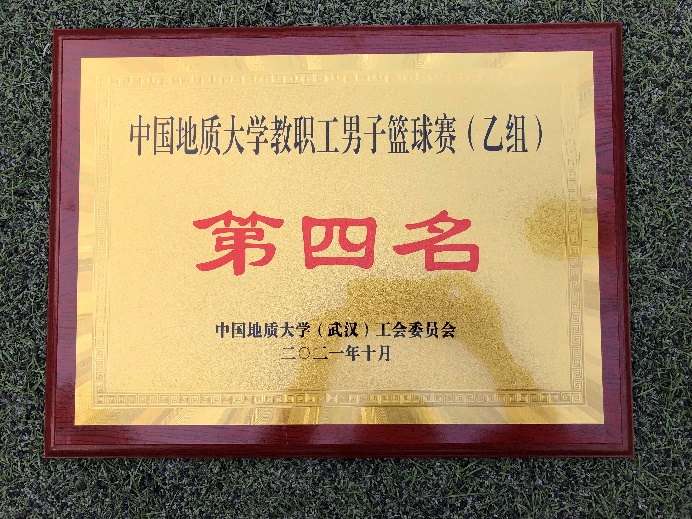 中国地质大学教职工男子篮球赛（乙组）
第四名
中国地质大学（武汉）工会委员会
二〇二一年十月